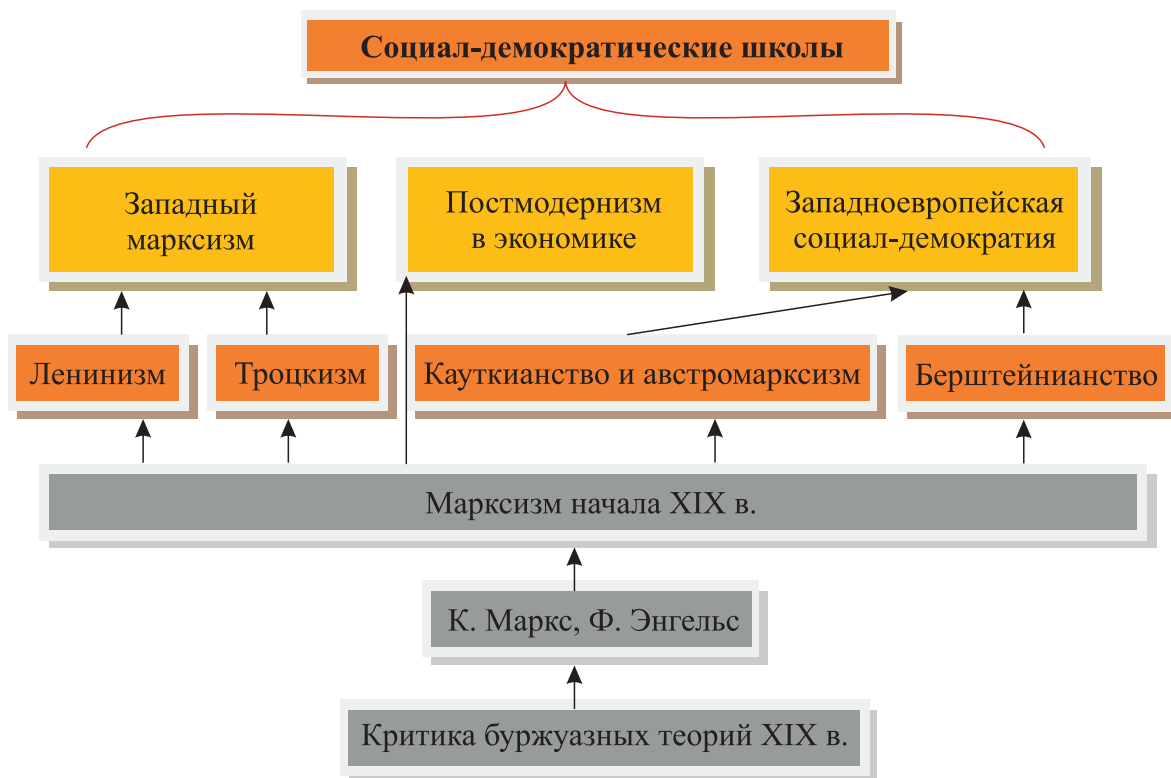 Социал-демократические школы
Западный
марксизм
Постмодернизм
в экономике
Западноевропейская
социал-демократия
Ленинизм
Троцкизм
Кауткианство и австромарксизм
Берштейнианство
Марксизм начала XIX в.
К. Маркс, Ф. Энгельс
Критика буржуазных теорий XIX в.